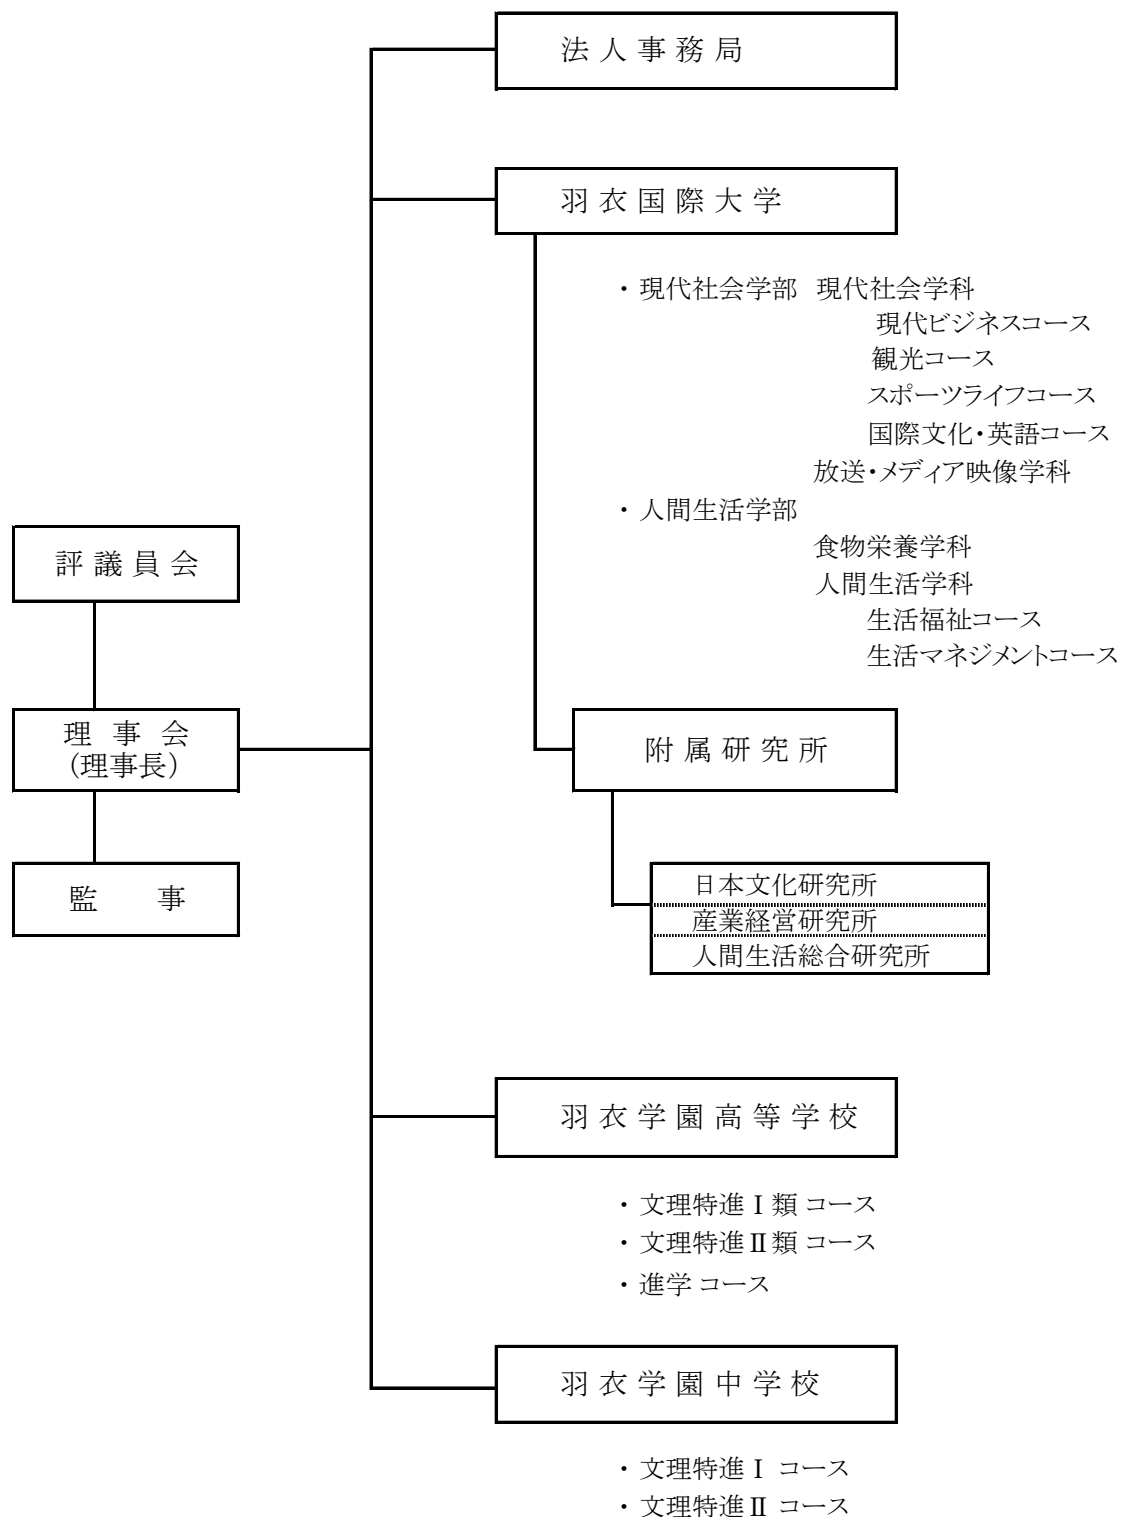 法人事務局
羽衣国際大学
・現代社会学部 現代社会学科
現代ビジネスコース
観光コース
スポーツライフコース
国際文化・英語コース
放送・メディア映像学科
・人間生活学部
食物栄養学科
人間生活学科
生活福祉コース
生活マネジメントコース
評議員会
理事会
(理事長)
監事
附属研究所
日本文化研究所
産業経営研究所
人間生活総合研究所
羽衣学園高等学校
・文理特進Ⅰ類 コース
・文理特進Ⅱ類 コース
・進学 コース
羽衣学園中学校
・文理特進Ⅰ コース
・文理特進Ⅱ コース